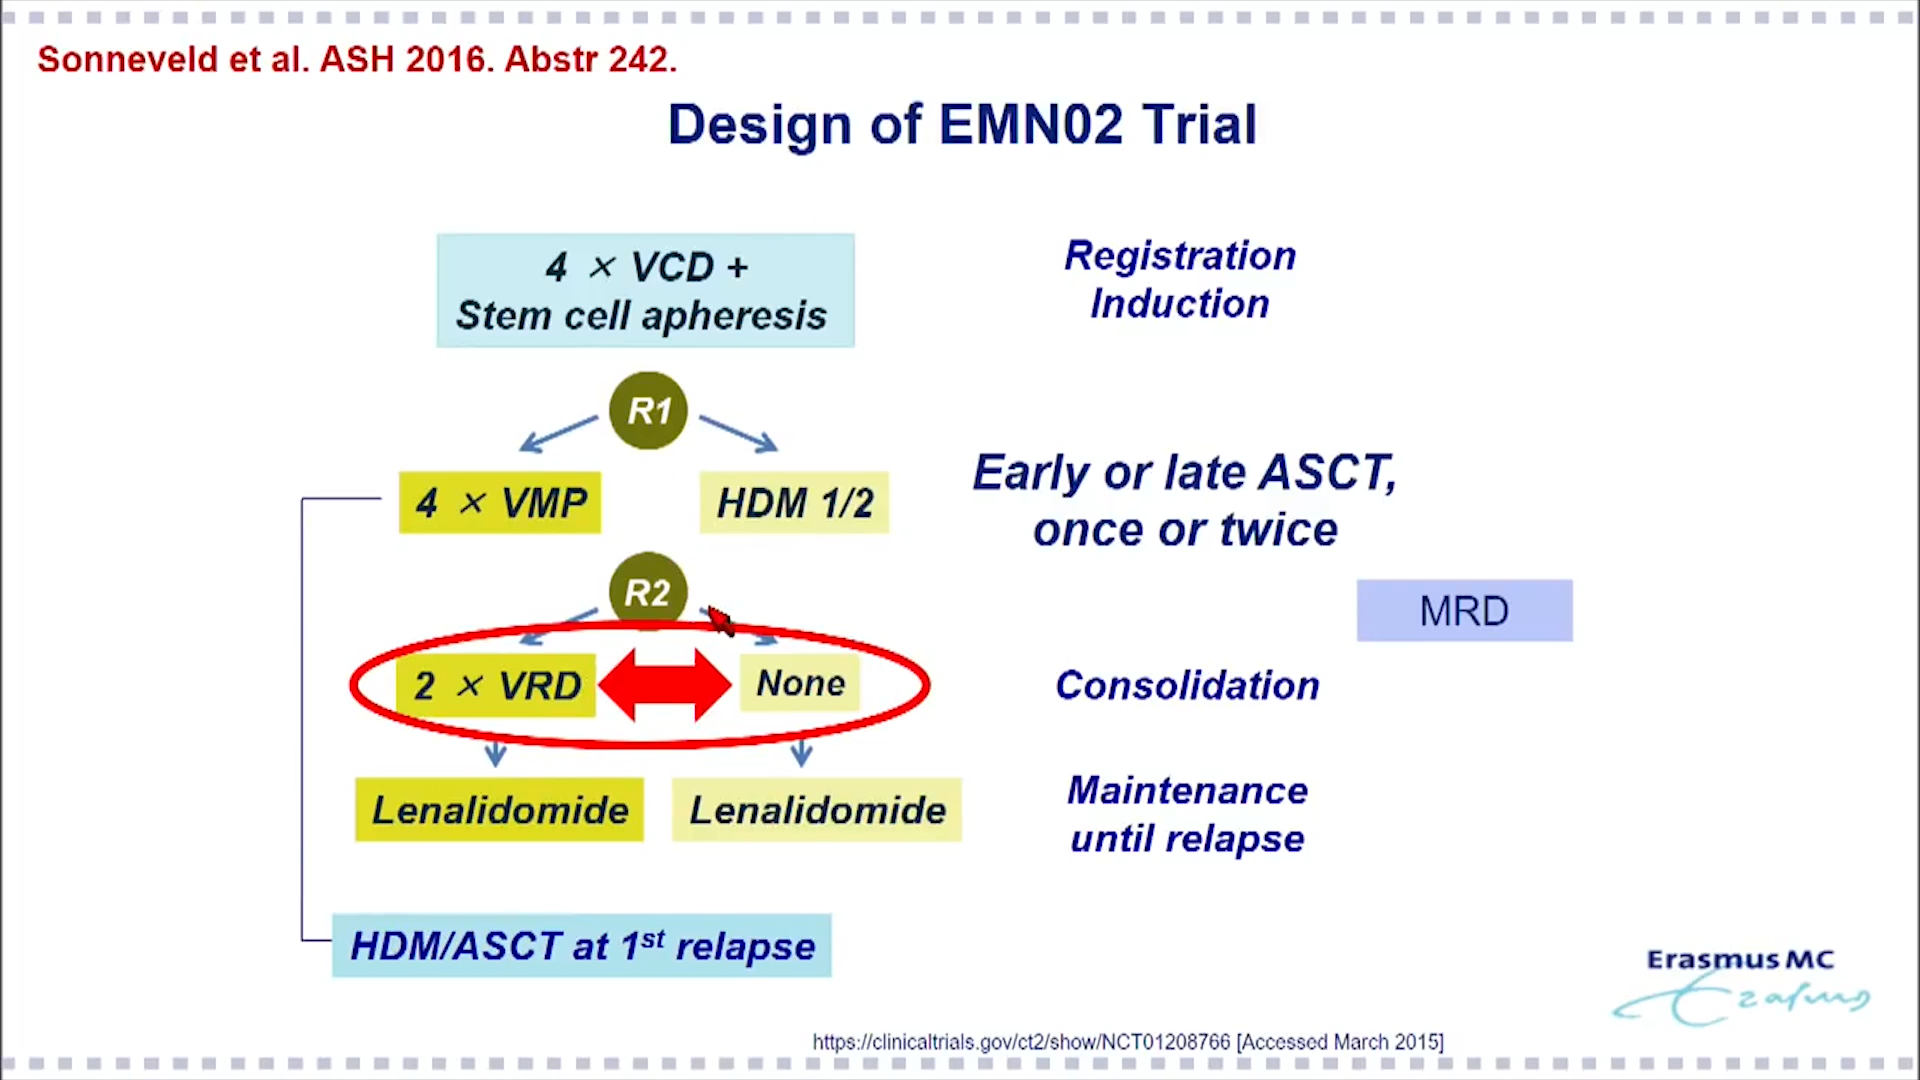 Sonneveld et al. ASH 2016. Abstr 242.
Design of EMN02 Trial
4 × VCD +
Stem cell apheresis
Registration
Induction
R1
4 × VMP
HDM 1/2
Early or late ASCT,
once or twice
R2
MRD
2 × VRD
None
Consolidation
Lenalidomide
Lenalidomide
Maintenance
until relapse
HDM/ASCT at 1st relapse
Erasmus MC
Erasmus
https://clinicaltrials.gov/ct2/show/NCT01208766 [Accessed March 2015]